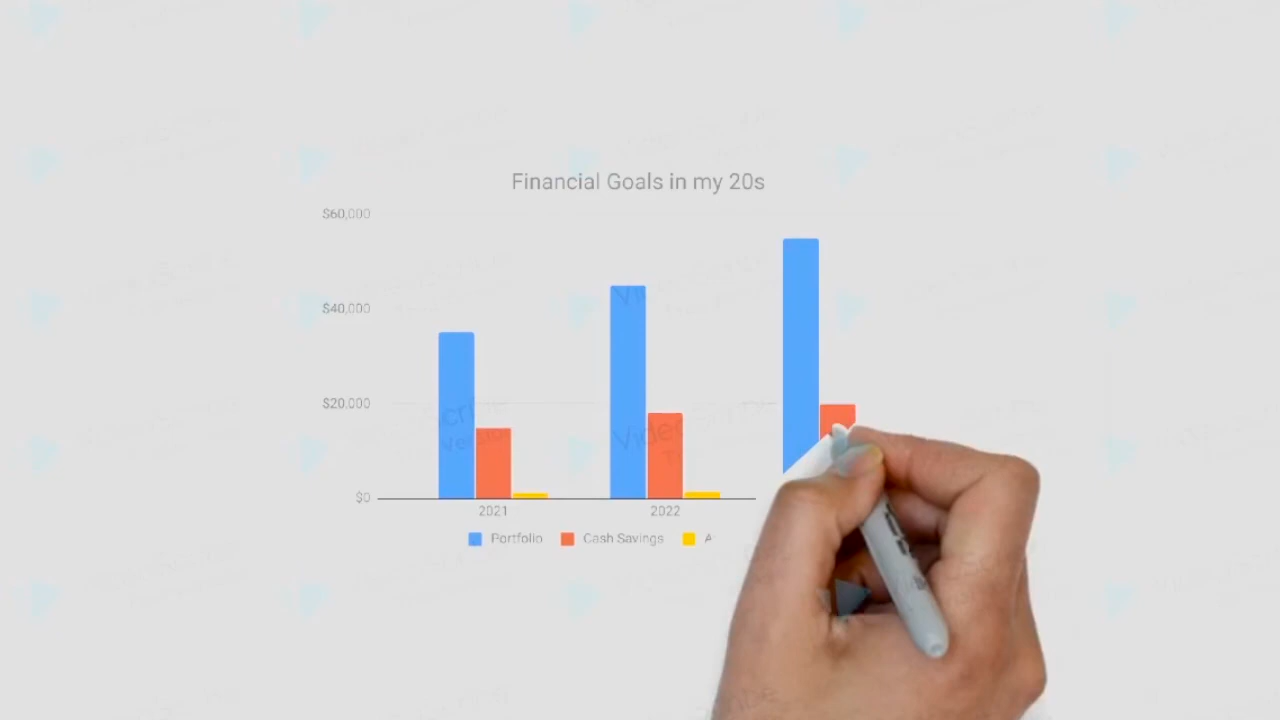 Financial Goals in my 20s
$60,000
$40,000
$20,000
$0
2021 2022
Portfolio Cash Savings A